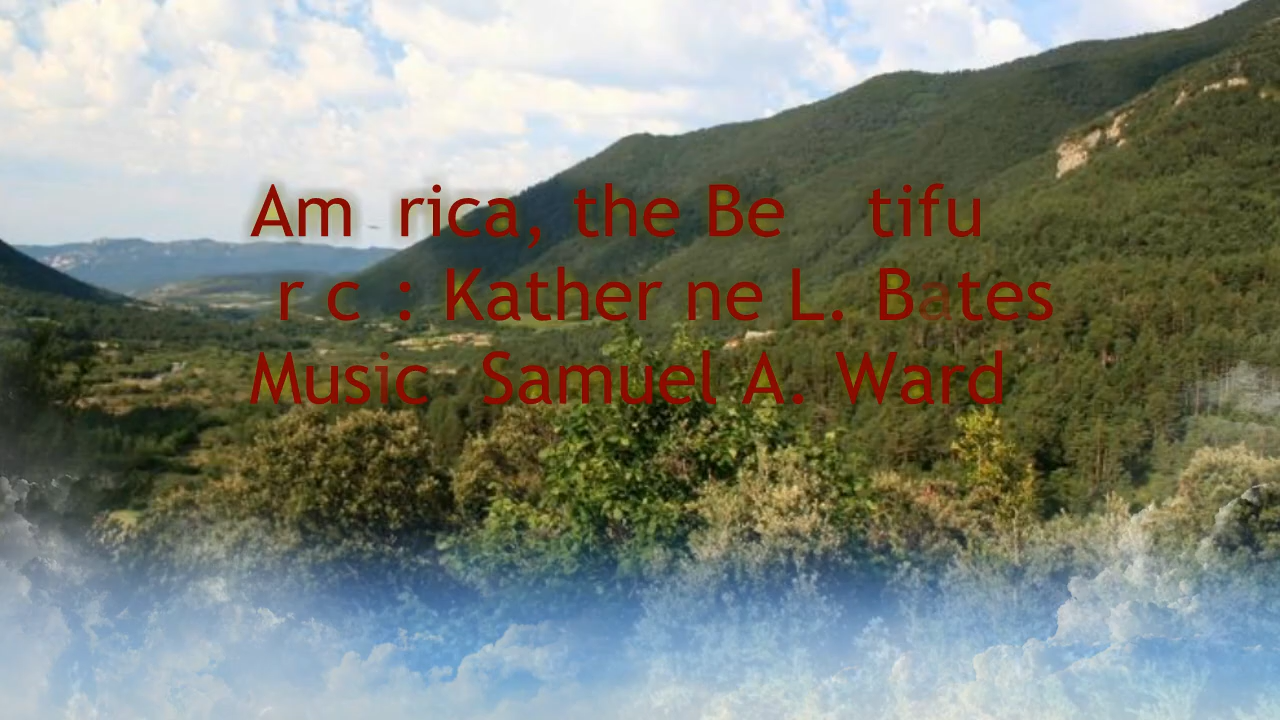 Am rica, the Be tifu
r c : Kather ne L. Bates
Music Samuel A. Ward